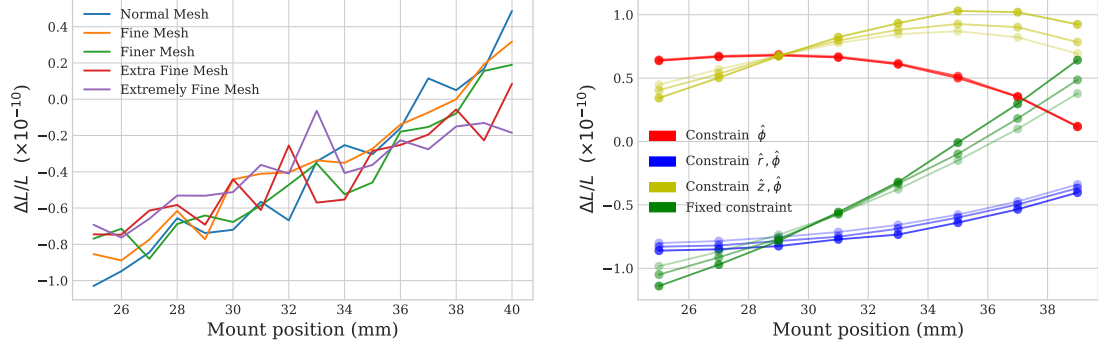 0.4
0.2
0.0
−0.2
−0.4
−0.6
−0.8
−1.0
ΔL/L (×10⁻¹⁰)
Normal Mesh
Fine Mesh
Finer Mesh
Extra Fine Mesh
Extremely Fine Mesh
26 28 30 32 34 36 38 40
Mount position (mm)
1.0
0.5
0.0
−0.5
−1.0
ΔL/L (×10⁻¹⁰)
Constrain ϕ̂
Constrain r̂, ϕ̂
Constrain ẑ, ϕ̂
Fixed constraint
26 28 30 32 34 36 38
Mount position (mm)